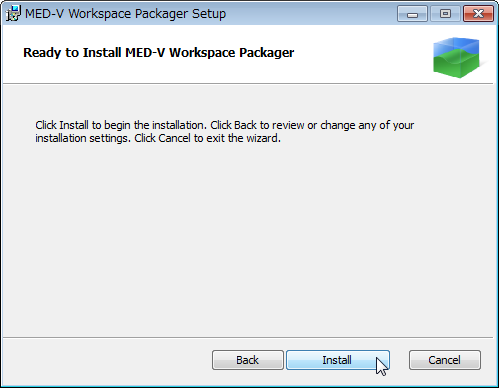 MED-V Workspace Packager Setup
Ready to Install MED-V Workspace Packager
Click Install to begin the installation. Click Back to review or change any of your
installation settings. Click Cancel to exit the wizard.
Back Install Cancel